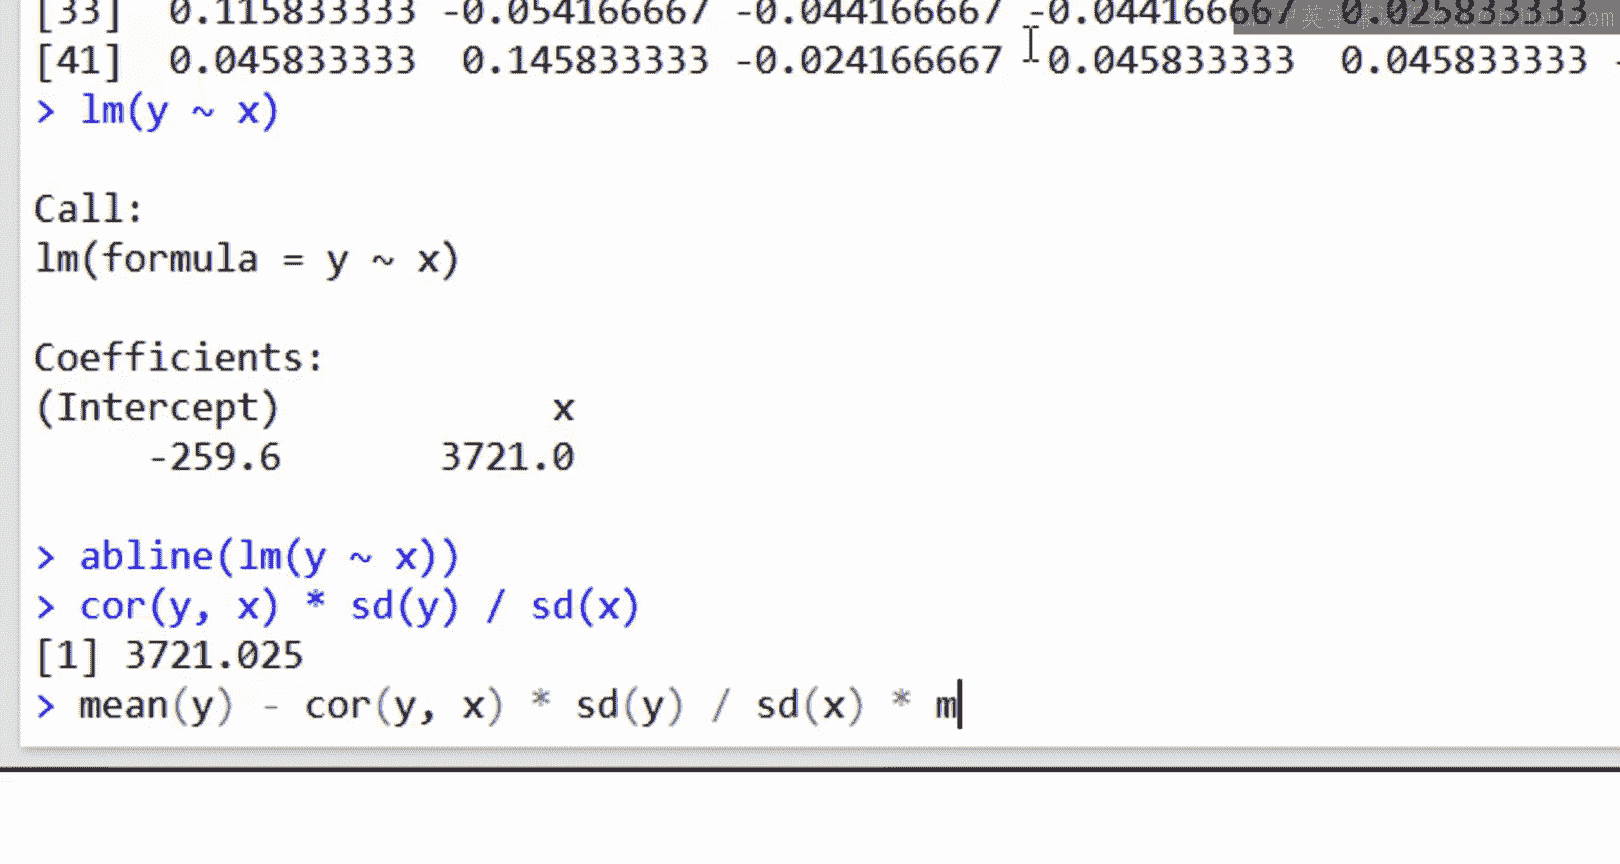 [33] 0.115833333 -0.054166667 -0.044166667 -0.044166667 0.025833333
[41] 0.045833333 0.145833333 -0.024166667 0.045833333 0.045833333 -
> lm(y ~ x)
Call:
lm(formula = y ~ x)
Coefficients:
(Intercept) x
-259.6 3721.0
> abline(lm(y ~ x))
> cor(y, x) * sd(y) / sd(x)
[1] 3721.025
> mean(y) - cor(y, x) * sd(y) / sd(x) * m